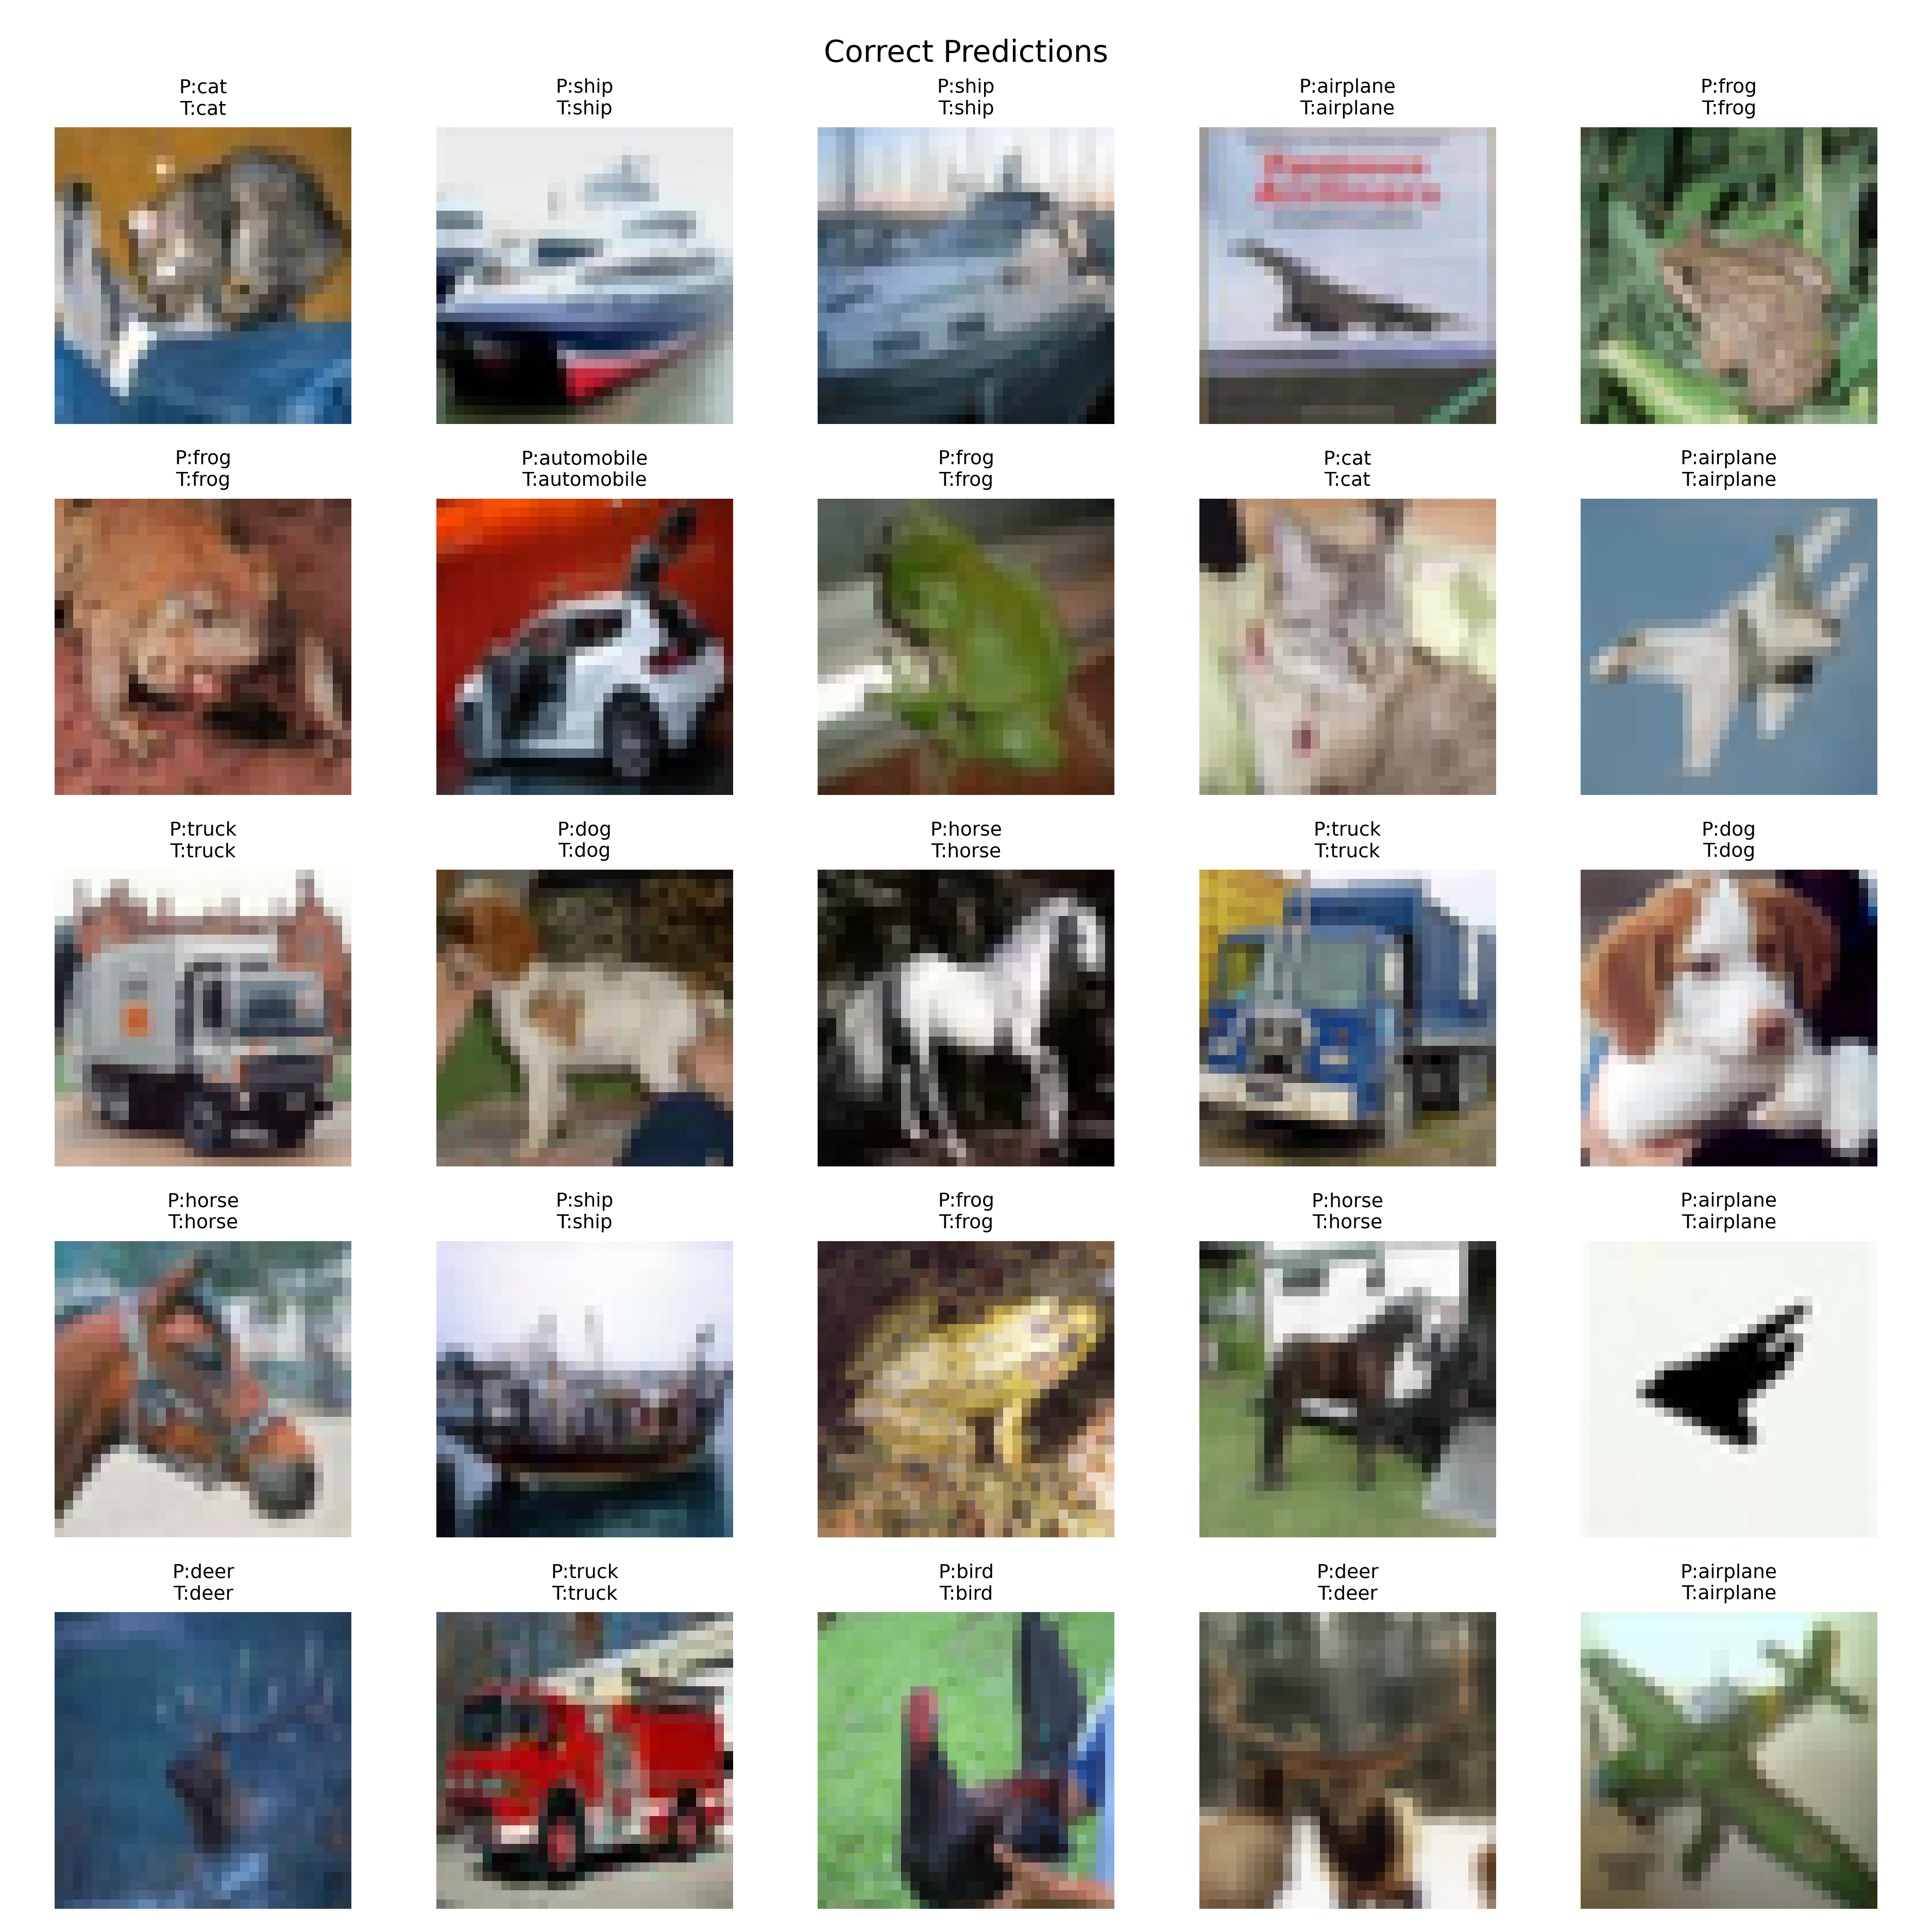 Correct Predictions
P:cat
T:cat
P:ship
T:ship
P:ship
T:ship
P:airplane
T:airplane
P:frog
T:frog
P:frog
T:frog
P:automobile
T:automobile
P:frog
T:frog
P:cat
T:cat
P:airplane
T:airplane
P:truck
T:truck
P:dog
T:dog
P:horse
T:horse
P:truck
T:truck
P:dog
T:dog
P:horse
T:horse
P:ship
T:ship
P:frog
T:frog
P:horse
T:horse
P:airplane
T:airplane
P:deer
T:deer
P:truck
T:truck
P:bird
T:bird
P:deer
T:deer
P:airplane
T:airplane